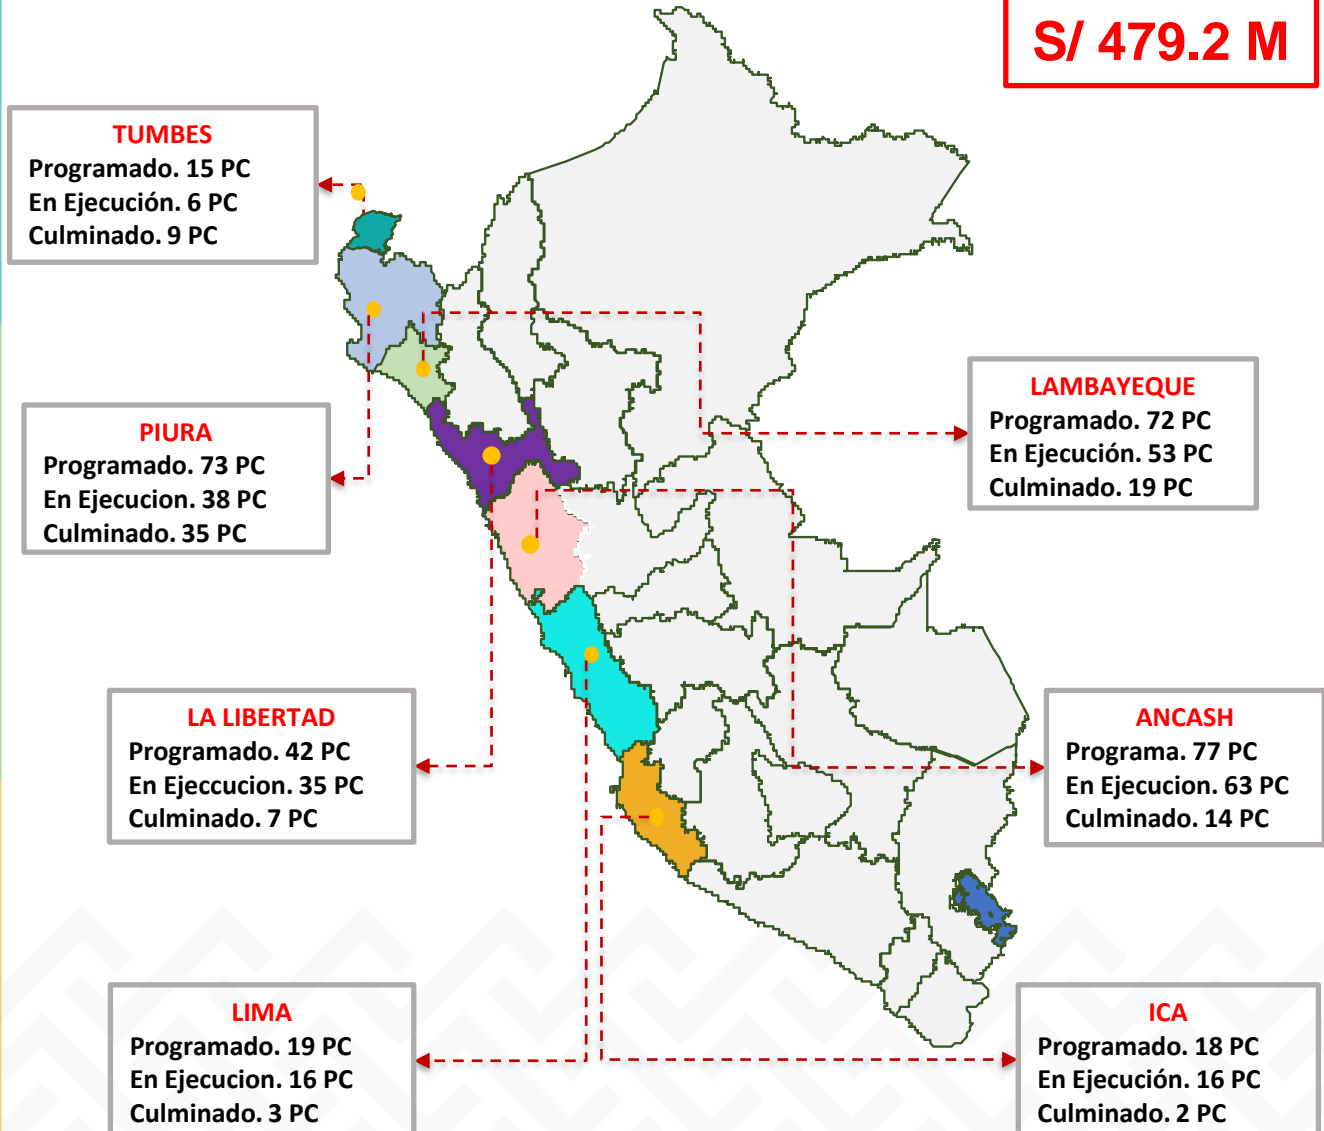 S/ 479.2 M
TUMBES
Programado. 15 PC
En Ejecución. 6 PC
Culminado. 9 PC
LAMBAYEQUE
Programado. 72 PC
En Ejecución. 53 PC
Culminado. 19 PC
PIURA
Programado. 73 PC
En Ejecucion. 38 PC
Culminado. 35 PC
LA LIBERTAD
Programado. 42 PC
En Ejeccucion. 35 PC
Culminado. 7 PC
ANCASH
Programa. 77 PC
En Ejecucion. 63 PC
Culminado. 14 PC
LIMA
Programado. 19 PC
En Ejecucion. 16 PC
Culminado. 3 PC
ICA
Programado. 18 PC
En Ejecución. 16 PC
Culminado. 2 PC